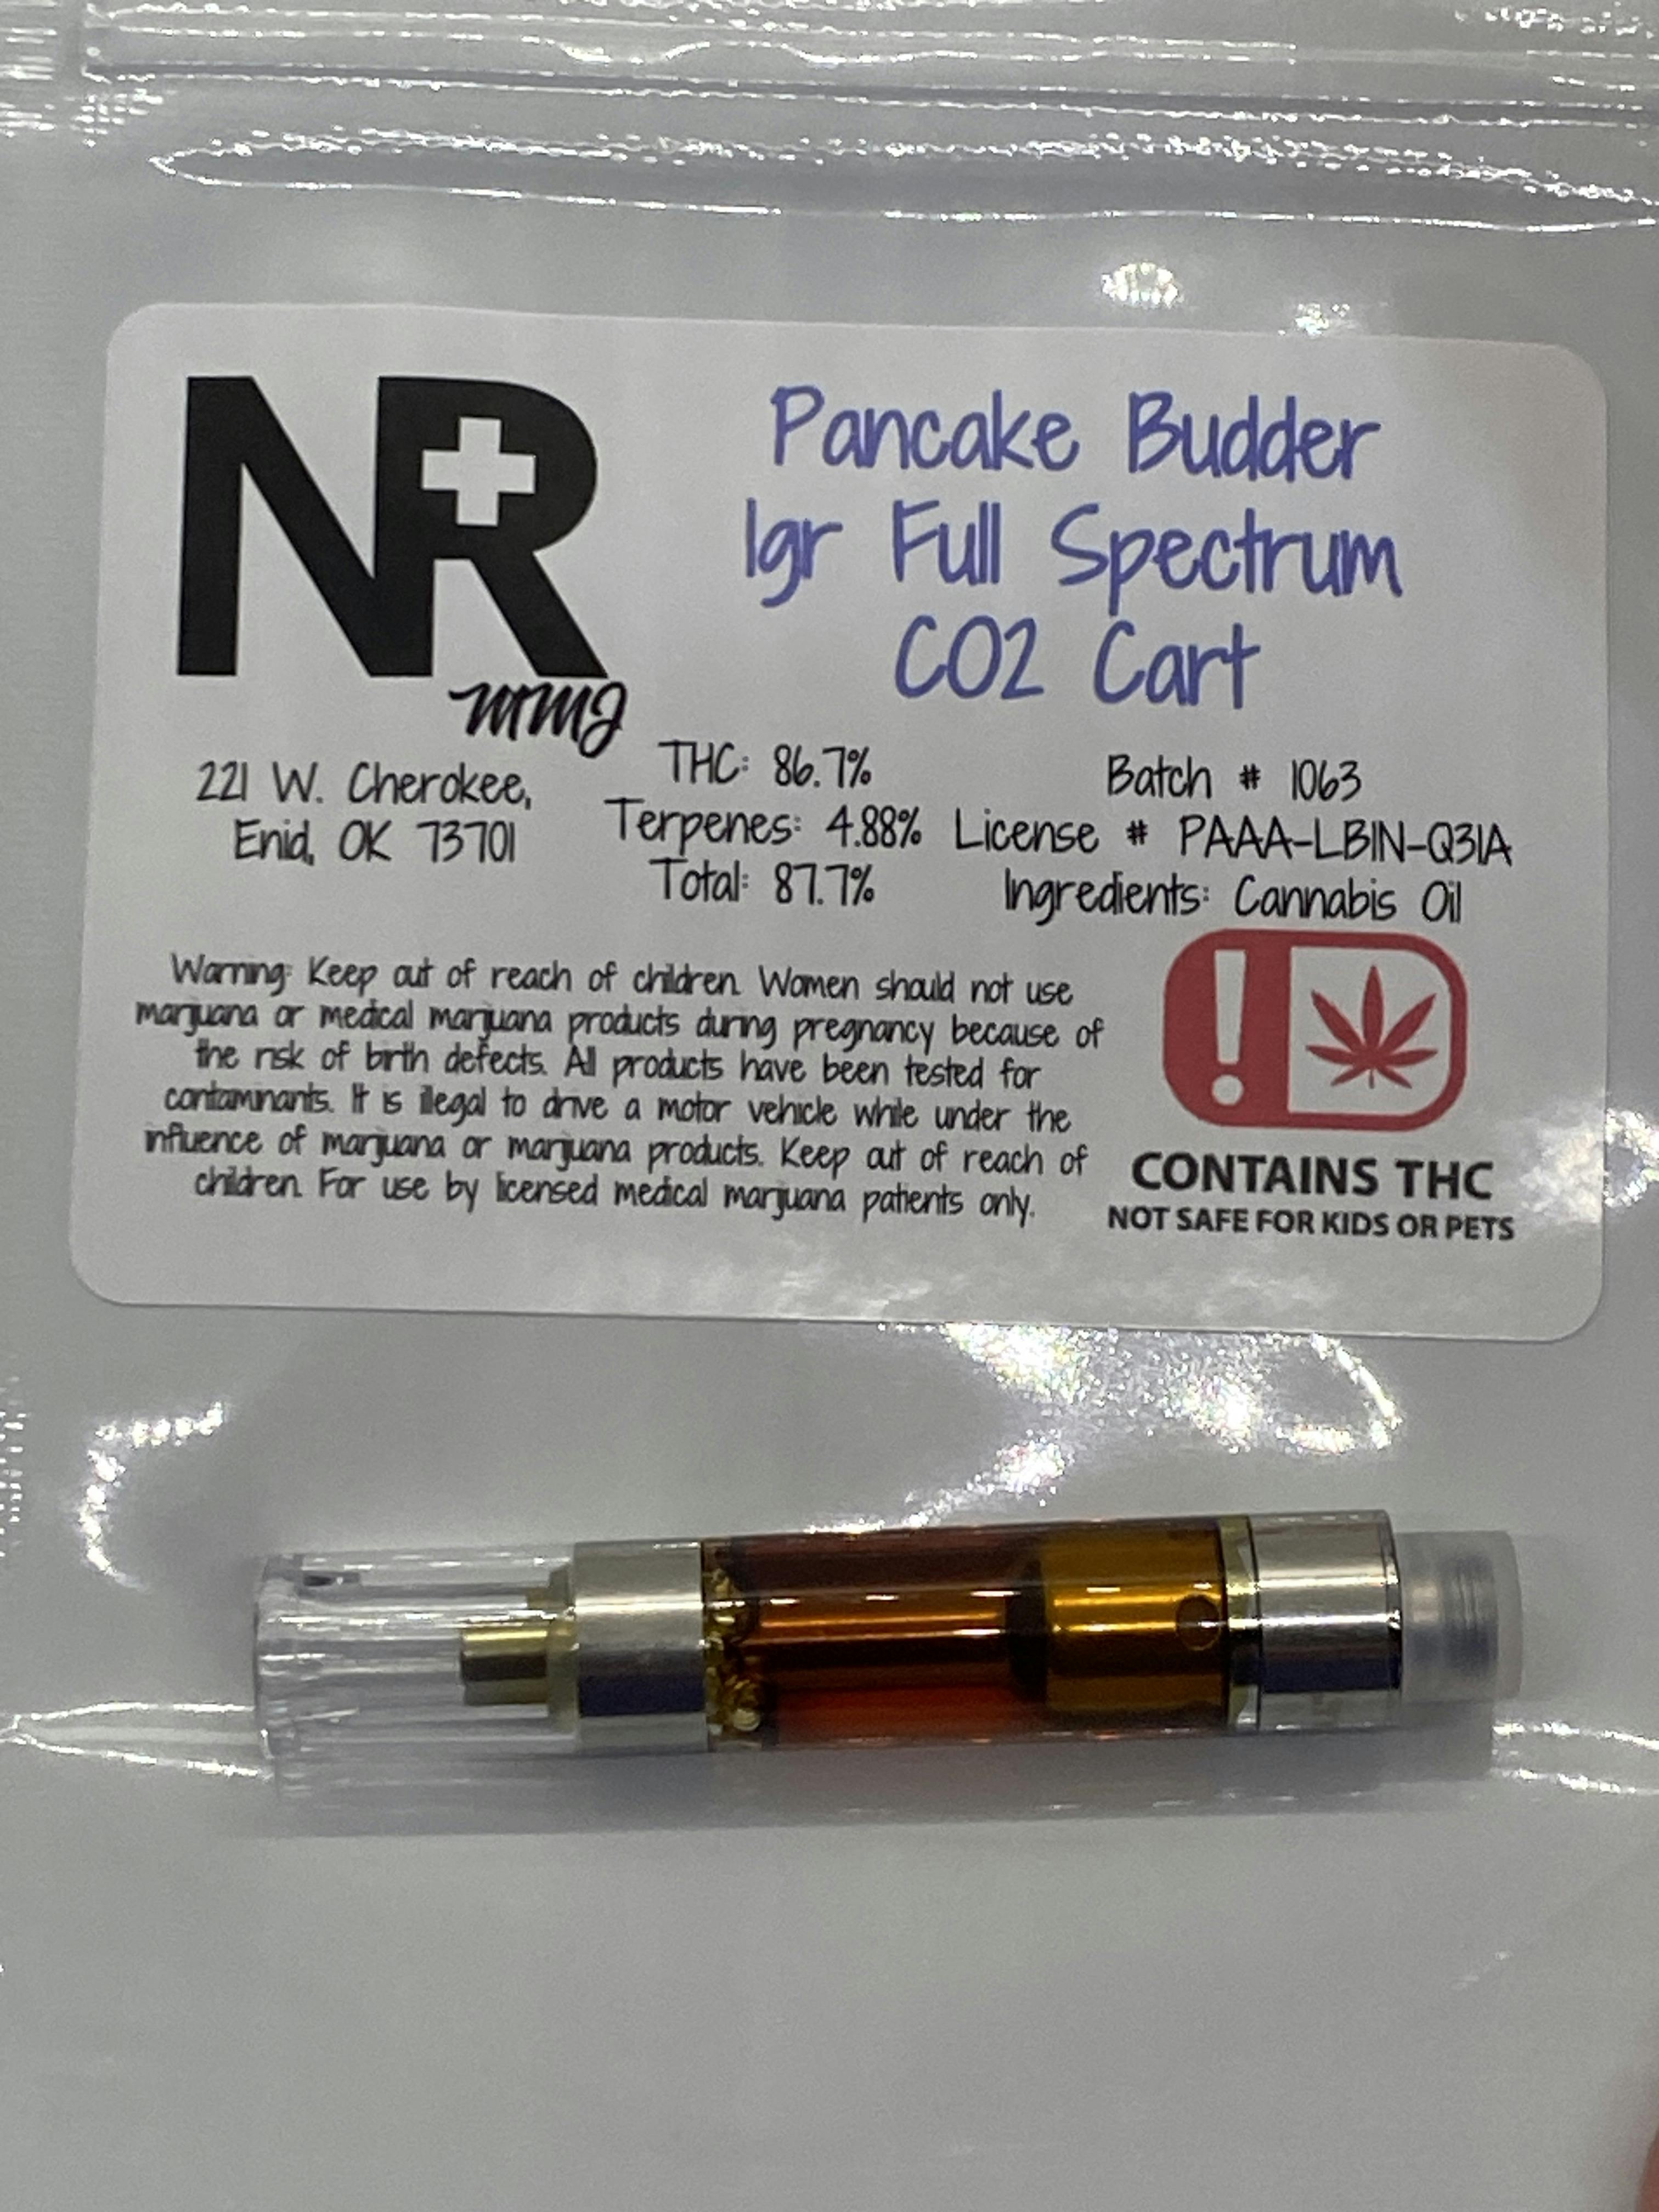 NR
MMJ
Pancake Budder
1gr Full Spectrum
CO2 Cart
221 W. Cherokee,
Enid, OK 73701
THC: 86.7%
Terpenes: 4.88%
Total: 87.7%
Batch # 1063
License # PAAA-LB1N-Q31A
Ingredients: Cannabis Oil
Warning: Keep out of reach of children. Women should not use
marijuana or medical marijuana products during pregnancy because of
the risk of birth defects. All products have been tested for
contaminants. It is illegal to drive a motor vehicle while under the
influence of marijuana or marijuana products. Keep out of reach of
children. For use by licensed medical marijuana patients only.
!
CONTAINS THC
NOT SAFE FOR KIDS OR PETS